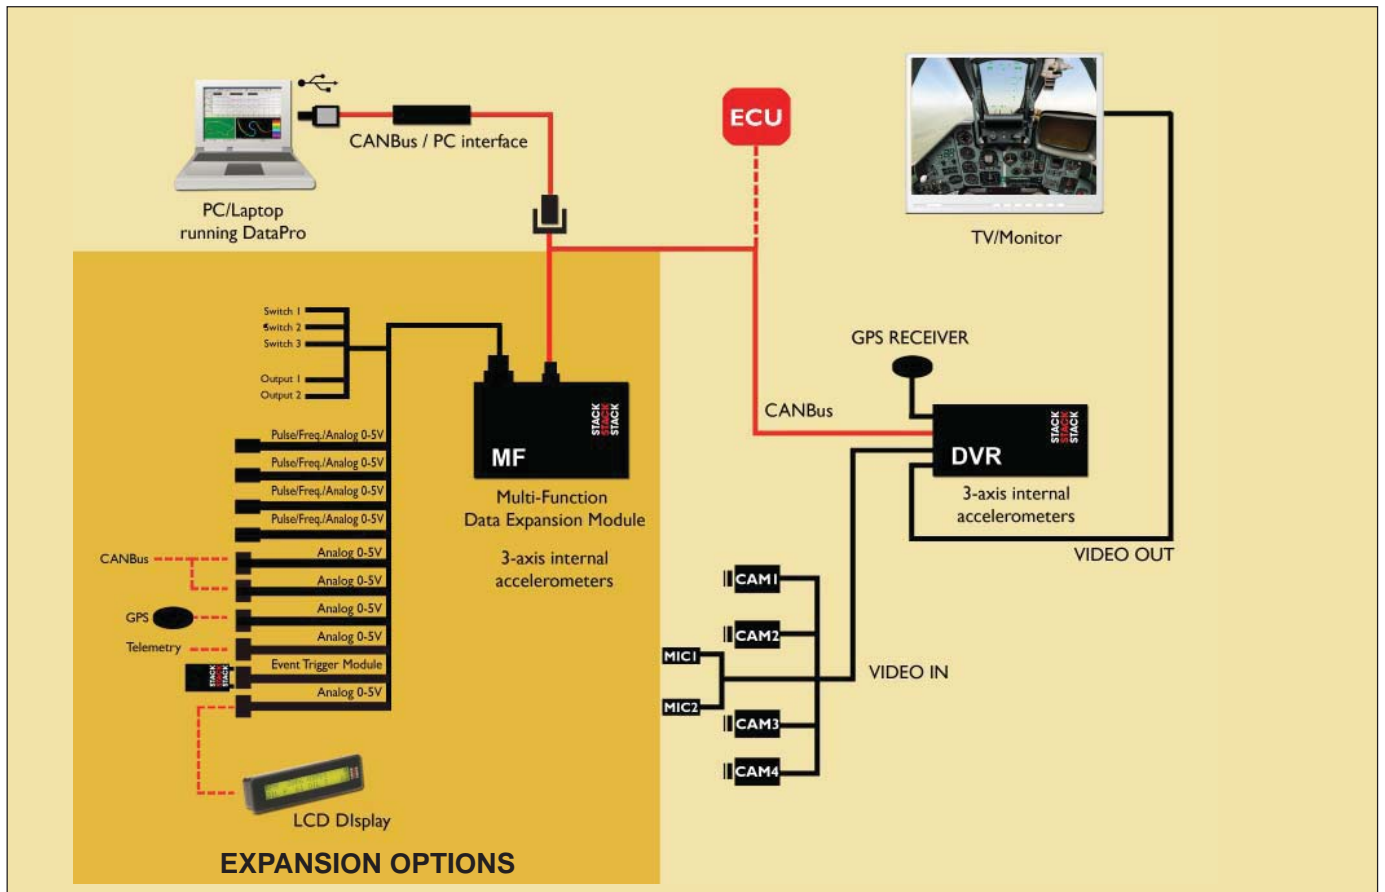 ECU
CANBus / PC interface
PC/Laptop
running DataPro
TV/Monitor
Switch 1
Switch 2
Switch 3
Output 1
Output 2
GPS RECEIVER
CANBus
STACK
STACK
STACK
MF
STACK
STACK
STACK
DVR
Pulse/Freq./Analog 0-5V
Pulse/Freq./Analog 0-5V
Pulse/Freq./Analog 0-5V
Pulse/Freq./Analog 0-5V
Multi-Function
Data Expansion Module
3-axis internal
accelerometers
3-axis internal
accelerometers
VIDEO OUT
CANBus
Analog 0-5V
Analog 0-5V
GPS
Analog 0-5V
Telemetry
Analog 0-5V
STACK
STACK
STACK
Event Trigger Module
Analog 0-5V
CAM1
CAM2
MIC1
MIC2
VIDEO IN
CAM3
CAM4
LCD DIsplay
EXPANSION OPTIONS